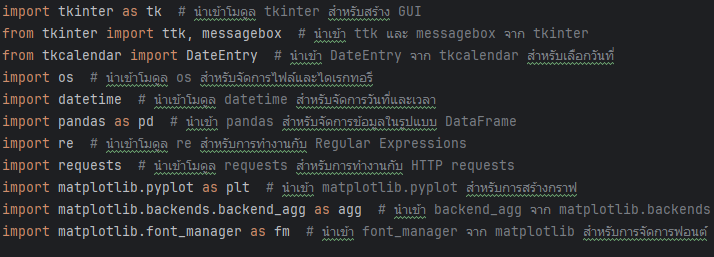 import tkinter as tk  # นำเข้าโมดูล tkinter สำหรับสร้าง GUI
from tkinter import ttk, messagebox  # นำเข้า ttk และ messagebox จาก tkinter
from tkcalendar import DateEntry  # นำเข้า DateEntry จาก tkcalendar สำหรับเลือกวันที่
import os  # นำเข้าโมดูล os สำหรับจัดการไฟล์และไดเรกทอรี
import datetime  # นำเข้าโมดูล datetime สำหรับจัดการวันที่และเวลา
import pandas as pd  # นำเข้า pandas สำหรับจัดการข้อมูลในรูปแบบ DataFrame
import re  # นำเข้าโมดูล re สำหรับการทำงานกับ Regular Expressions
import requests  # นำเข้าโมดูล requests สำหรับการทำงานกับ HTTP requests
import matplotlib.pyplot as plt  # นำเข้า matplotlib.pyplot สำหรับการสร้างกราฟ
import matplotlib.backends.backend_agg as agg  # นำเข้า backend_agg จาก matplotlib.backends
import matplotlib.font_manager as fm  # นำเข้า font_manager จาก matplotlib สำหรับการจัดการฟอนต์